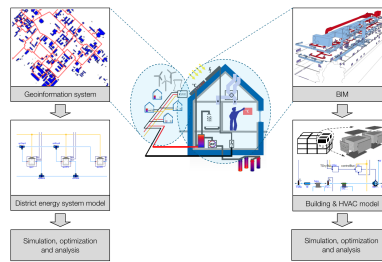 Geoinformation system
BIM
District energy system model
Building & HVAC model
Simulation, optimization
and analysis
Simulation, optimization
and analysis